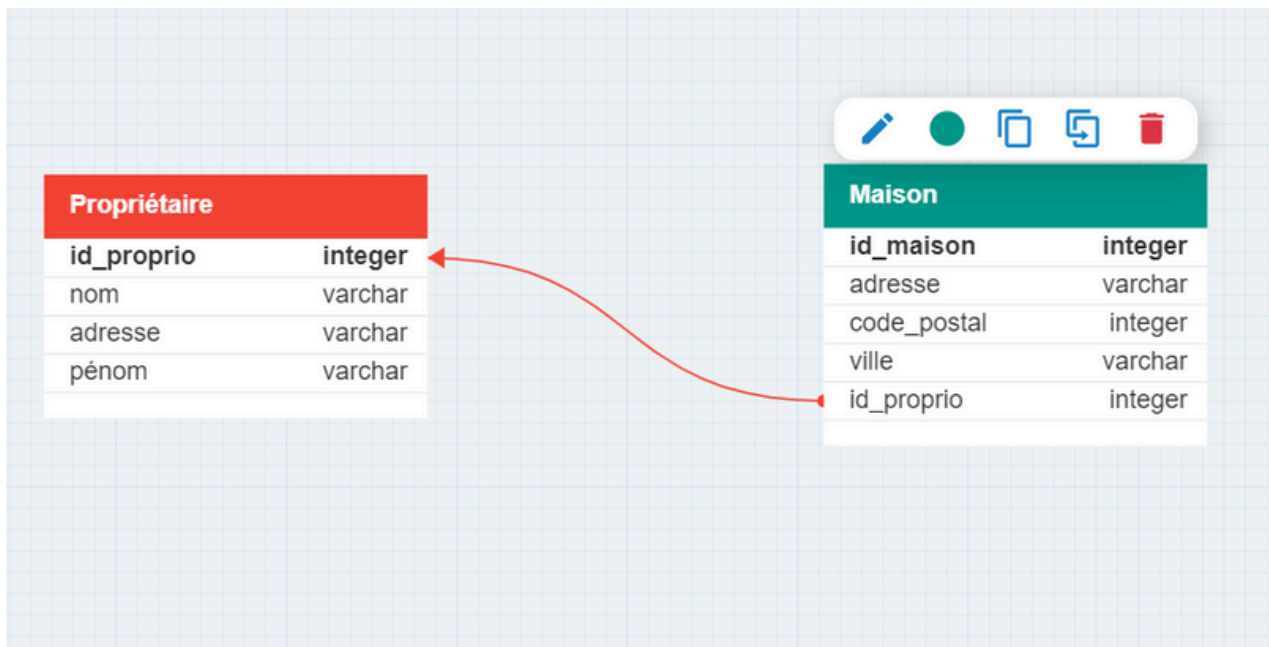 Propriétaire
id_proprio integer
nom varchar
adresse varchar
pénom varchar
Maison
id_maison integer
adresse varchar
code_postal integer
ville varchar
id_proprio integer